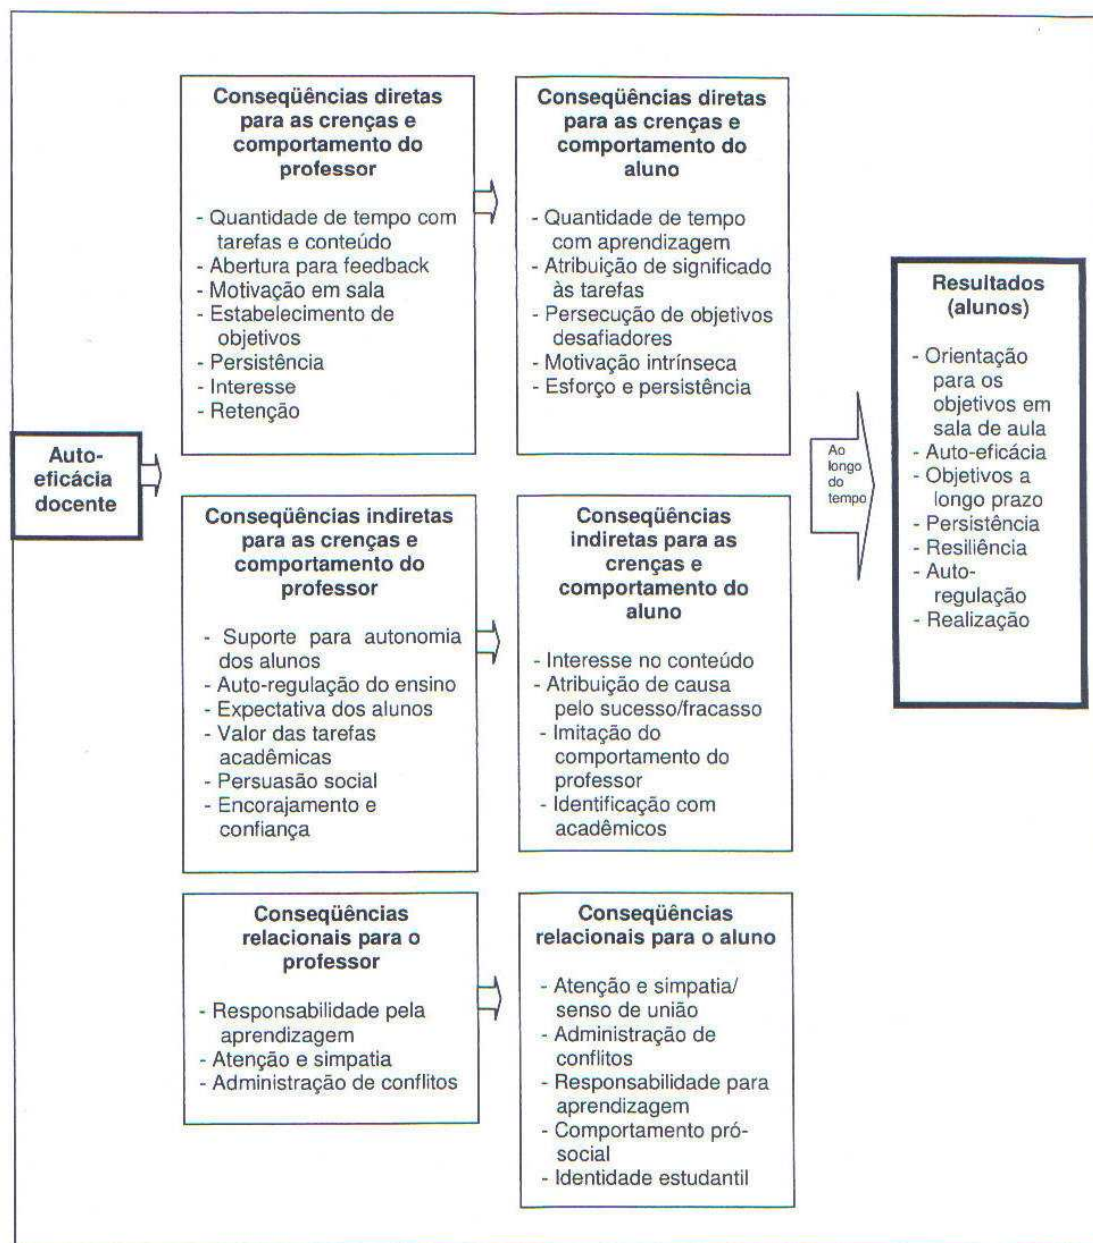 Auto-
eficácia
docente
Conseqüências diretas
para as crenças e
comportamento do
professor
- Quantidade de tempo com
tarefas e conteúdo
- Abertura para feedback
- Motivação em sala
- Estabelecimento de
objetivos
- Persistência
- Interesse
- Retenção
Conseqüências diretas
para as crenças e
comportamento do
aluno
- Quantidade de tempo
com aprendizagem
- Atribuição de significado
às tarefas
- Persecução de objetivos
desafiadores
- Motivação intrínseca
- Esforço e persistência
Conseqüências indiretas
para as crenças e
comportamento do
professor
- Suporte para autonomia
dos alunos
- Auto-regulação do ensino
- Expectativa dos alunos
- Valor das tarefas
acadêmicas
- Persuasão social
- Encorajamento e
confiança
Conseqüências
indiretas para as
crenças e
comportamento do
aluno
- Interesse no conteúdo
- Atribuição de causa
pelo sucesso/fracasso
- Imitação do
comportamento do
professor
- Identificação com
acadêmicos
Conseqüências
relacionais para o
professor
- Responsabilidade pela
aprendizagem
- Atenção e simpatia
- Administração de conflitos
Conseqüências
relacionais para o aluno
- Atenção e simpatia/
senso de união
- Administração de
conflitos
- Responsabilidade para
aprendizagem
- Comportamento pró-
social
- Identidade estudantil
Ao
longo
do
tempo
Resultados
(alunos)
- Orientação
para os
objetivos em
sala de aula
- Auto-eficácia
- Objetivos a
longo prazo
- Persistência
- Resiliência
- Auto-
regulação
- Realização